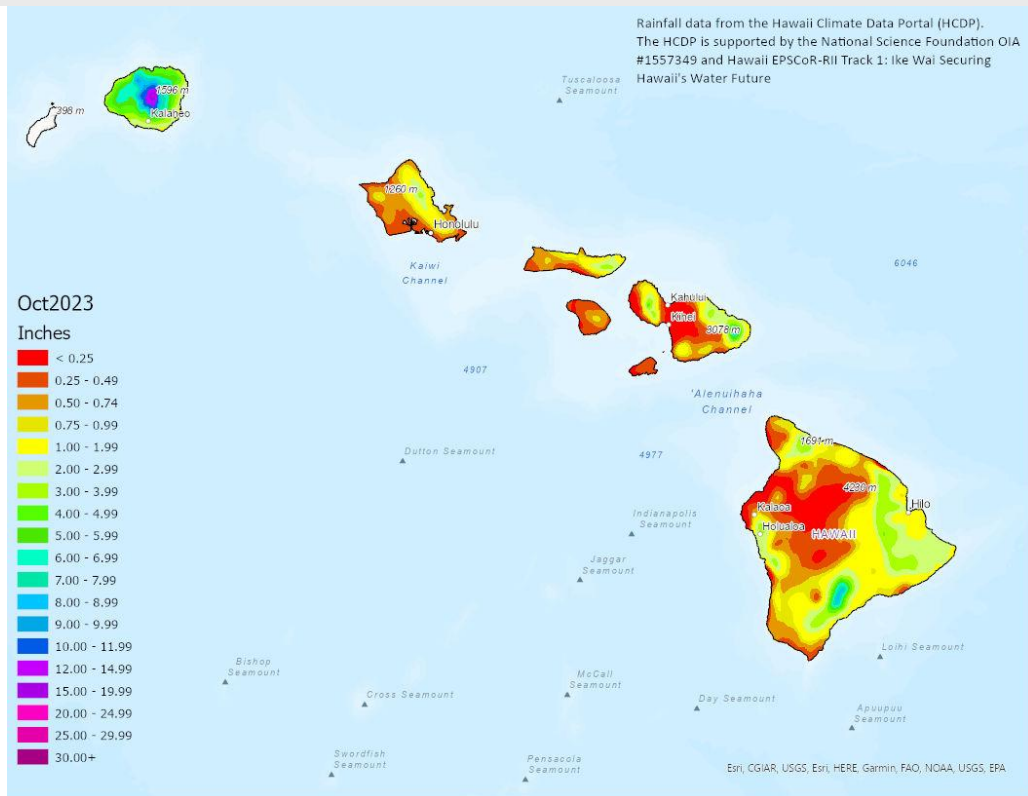 Rainfall data from the Hawaii Climate Data Portal (HCDP).
The HCDP is supported by the National Science Foundation OIA
#1557349 and Hawaii EPSCoR-RII Track 1: Ike Wai Securing
Hawaii's Water Future
Tuscaloosa
Seamount
1596 m
398 m
Kalaheo
1260 m
Honolulu
Kaiwi
Channel
6046
Kahului
Kihei
3078 m
4907
'Alenuihaha
Channel
Oct2023
Inches
< 0.25
0.25 - 0.49
0.50 - 0.74
0.75 - 0.99
1.00 - 1.99
2.00 - 2.99
3.00 - 3.99
4.00 - 4.99
5.00 - 5.99
6.00 - 6.99
7.00 - 7.99
8.00 - 8.99
9.00 - 9.99
10.00 - 11.99
12.00 - 14.99
15.00 - 19.99
20.00 - 24.99
25.00 - 29.99
30.00+
1691 m
Dutton Seamount
4977
4236 m
Kalaoa
Hilo
Indianapolis
Seamount
Holualoa
HAWAII
Jaggar
Seamount
Loihi Seamount
Bishop
Seamount
McCall
Seamount
Cross Seamount
Day Seamount
Apuupuu
Seamount
Swordfish
Seamount
Pensacola
Seamount
Esri, CGIAR, USGS, Esri, HERE, Garmin, FAO, NOAA, USGS, EPA